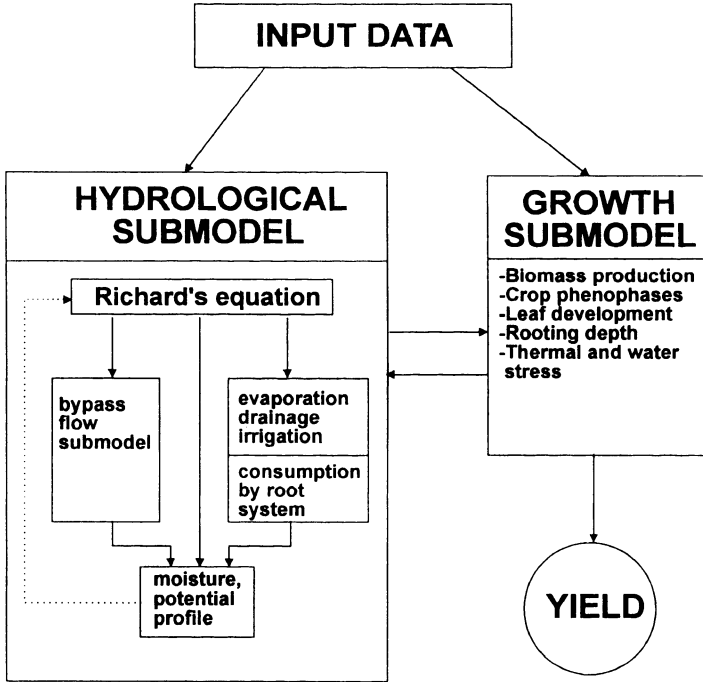 INPUT DATA
HYDROLOGICAL
SUBMODEL
Richard's equation
bypass
flow
submodel
evaporation
drainage
irrigation
consumption
by root
system
moisture,
potential
profile
GROWTH
SUBMODEL
-Biomass production
-Crop phenophases
-Leaf development
-Rooting depth
-Thermal and water
stress
YIELD